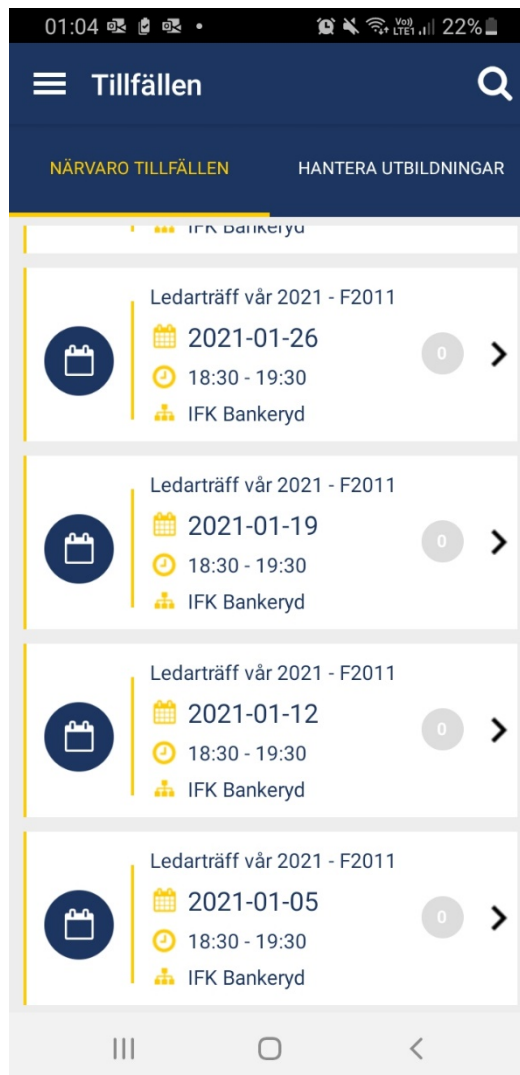 01:04 22%
Tillfällen
NÄRVARO TILLFÄLLEN HANTERA UTBILDNINGAR
IFK Bankeryd
Ledarträff vår 2021 - F2011
2021-01-26
0
18:30 - 19:30
IFK Bankeryd
Ledarträff vår 2021 - F2011
2021-01-19
0
18:30 - 19:30
IFK Bankeryd
Ledarträff vår 2021 - F2011
2021-01-12
0
18:30 - 19:30
IFK Bankeryd
Ledarträff vår 2021 - F2011
2021-01-05
0
18:30 - 19:30
IFK Bankeryd